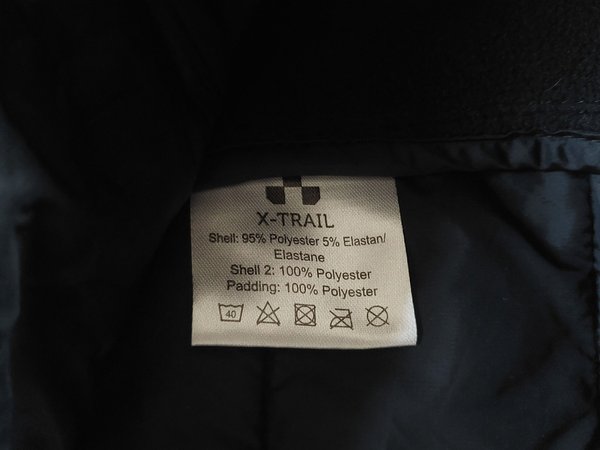 X-TRAIL
Shell: 95% Polyester 5% Elastan/
Elastane
Shell 2: 100% Polyester
Padding: 100% Polyester
40